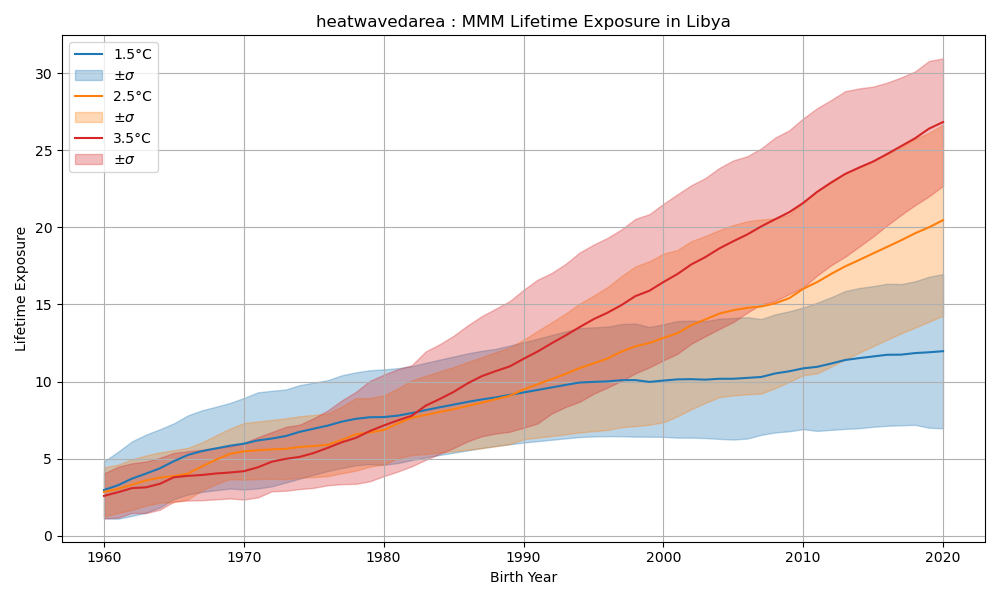 heatwavedarea : MMM Lifetime Exposure in Libya
1.5°C
±σ
2.5°C
±σ
3.5°C
±σ
Lifetime Exposure
30
25
20
15
10
5
0
1960 1970 1980 1990 2000 2010 2020
Birth Year